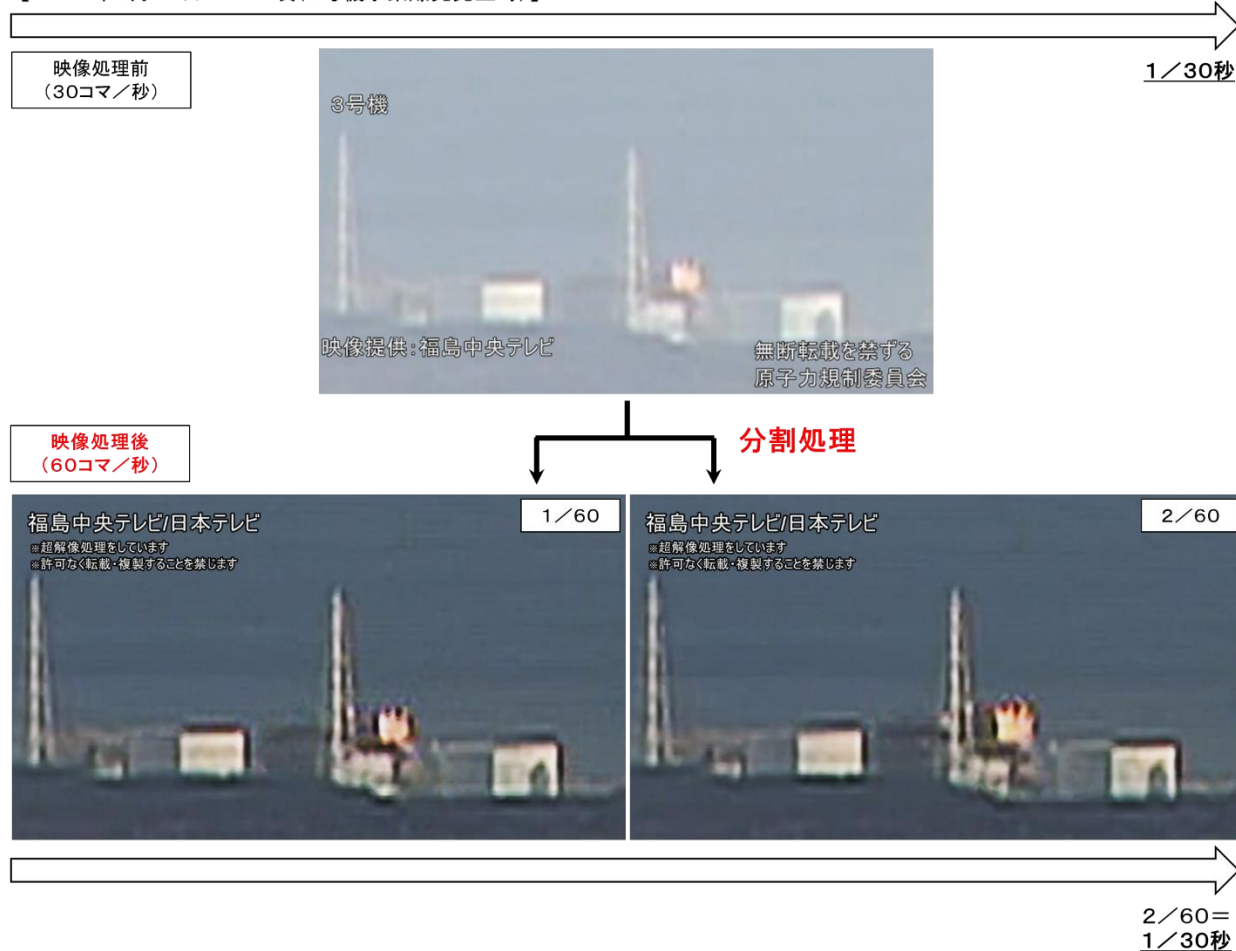 映像処理前
（30コマ／秒）
1／30秒
3号機
映像提供：福島中央テレビ
無断転載を禁ずる
原子力規制委員会
映像処理後
（60コマ／秒）
分割処理
福島中央テレビ/日本テレビ
※超解像処理をしています
※許可なく転載・複製することを禁じます
1／60
福島中央テレビ/日本テレビ
※超解像処理をしています
※許可なく転載・複製することを禁じます
2／60
2／60＝
1／30秒